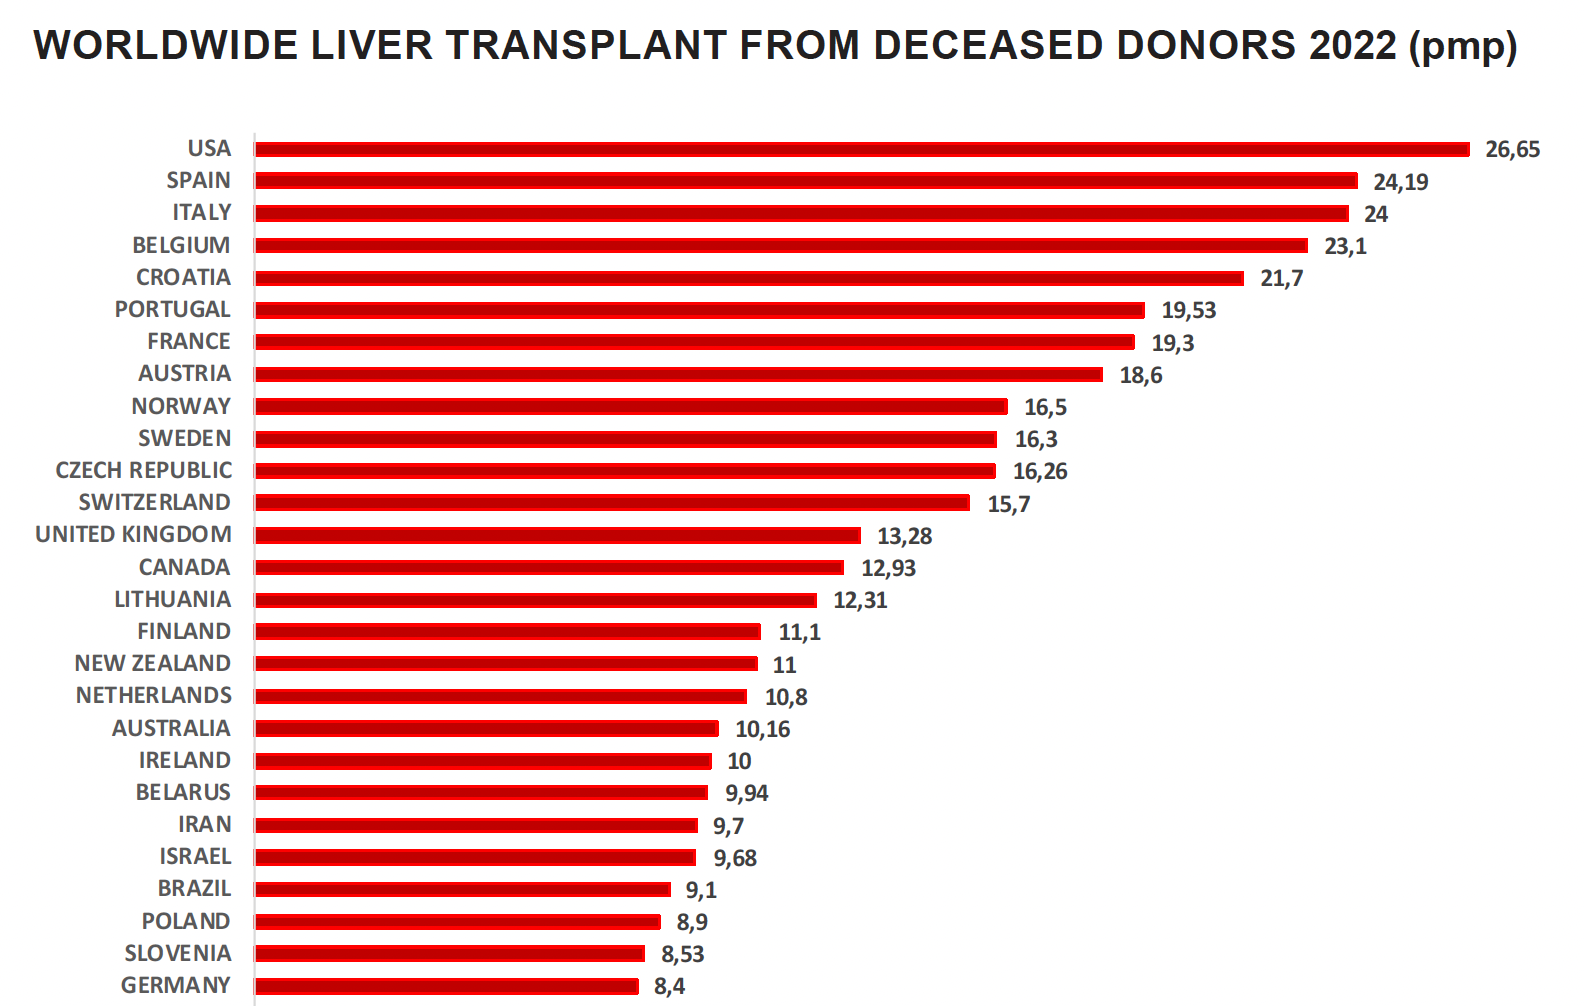 WORLDWIDE LIVER TRANSPLANT FROM DECEASED DONORS 2022 (pmp)
USA 26,65
SPAIN 24,19
ITALY 24
BELGIUM 23,1
CROATIA 21,7
PORTUGAL 19,53
FRANCE 19,3
AUSTRIA 18,6
NORWAY 16,5
SWEDEN 16,3
CZECH REPUBLIC 16,26
SWITZERLAND 15,7
UNITED KINGDOM 13,28
CANADA 12,93
LITHUANIA 12,31
FINLAND 11,1
NEW ZEALAND 11
NETHERLANDS 10,8
AUSTRALIA 10,16
IRELAND 10
BELARUS 9,94
IRAN 9,7
ISRAEL 9,68
BRAZIL 9,1
POLAND 8,9
SLOVENIA 8,53
GERMANY 8,4